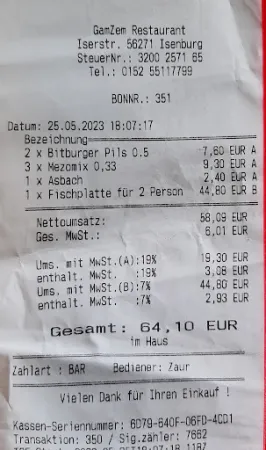 GamZem Restaurant
Iserstr. 56271 Isenburg
SteuerNr.: 3200 2571 65
Tel.: 0152 55117799
BONNR.: 351
Datum: 25.05.2023 18:07:17
Bezeichnung
2 x Bitburger Pils 0.5 7,60 EUR A
3 x Mezomix 0,33 9,30 EUR A
1 x Asbach 2,40 EUR A
1 x Fischplatte für 2 Person 44,80 EUR B
Nettoumsatz: 58,09 EUR
Ges. MwSt.: 6,01 EUR
Ums. mit MwSt.(A):19% 19,30 EUR
enthalt. MwSt. :19% 3,08 EUR
Ums. mit MwSt.(B):7% 44,80 EUR
enthalt. MwSt. :7% 2,93 EUR
Gesamt: 64,10 EUR
im Haus
Zahlart : BAR Bediener: Zaur
Vielen Dank für Ihren Einkauf !
Kassen-Seriennummer: 6D79-640F-06FD-4CD1
Transaktion: 350 / Sig.zähler: 7662